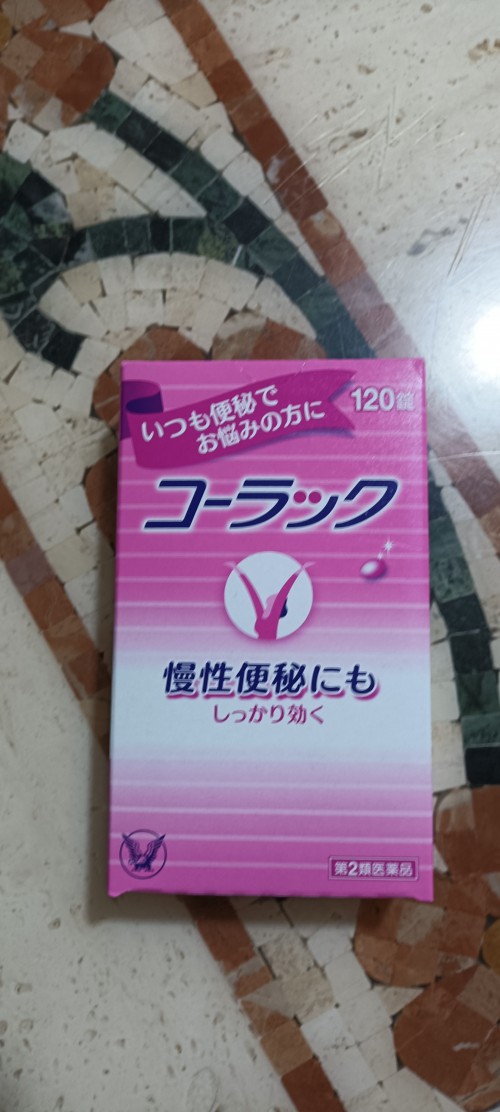 いつも便秘で
お悩みの方に
120錠
コーラック
慢性便秘にも
しっかり効く
第2類医薬品